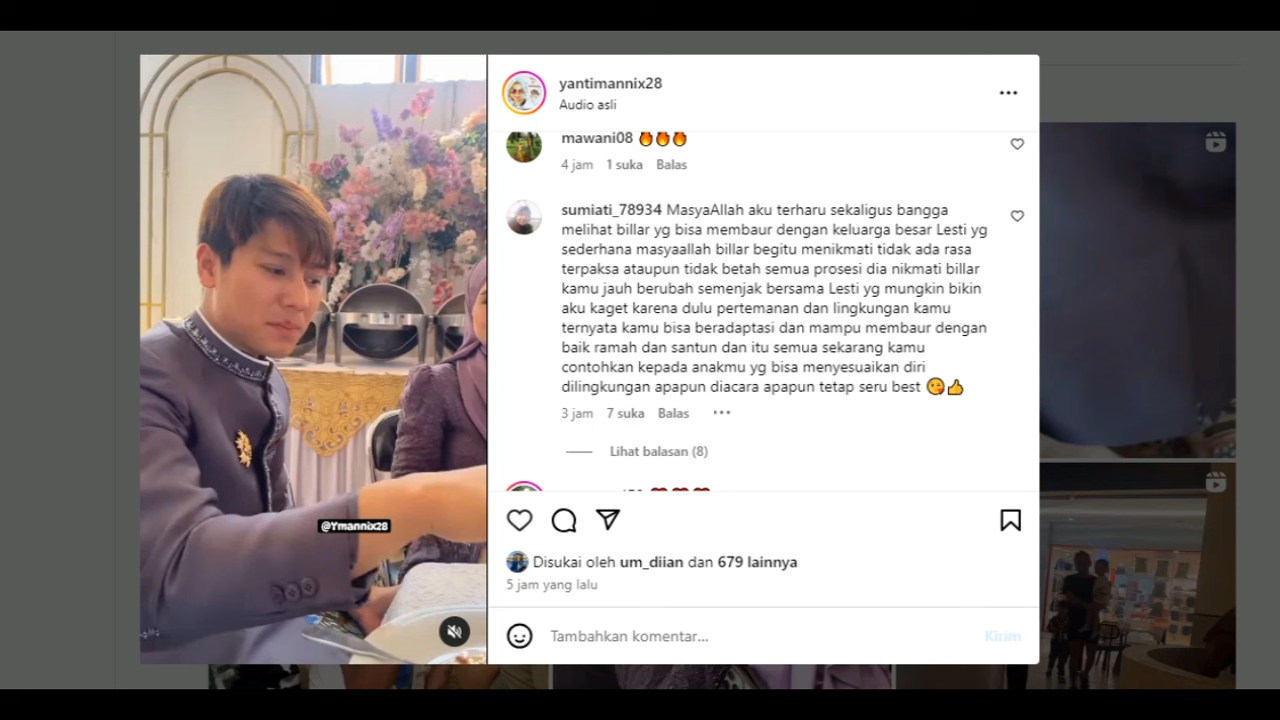 yantimannix28
Audio asli
mawani08 🔥🔥🔥
4 jam 1 suka Balas
sumiati_78934 MasyaAllah aku terharu sekaligus bangga
melihat billar yg bisa membaur dengan keluarga besar Lesti yg
sederhana masyaallah billar begitu menikmati tidak ada rasa
terpaksa ataupun tidak betah semua prosesi dia nikmati billar
kamu jauh berubah semenjak bersama Lesti yg mungkin bikin
aku kaget karena dulu pertemanan dan lingkungan kamu
ternyata kamu bisa beradaptasi dan mampu membaur dengan
baik ramah dan santun dan itu semua sekarang kamu
contohkan kepada anakmu yg bisa menyesuaikan diri
dilingkungan apapun diacara apapun tetap seru best 😘👍
3 jam 7 suka Balas
Lihat balasan (8)
@Ymannix28
Disukai oleh um_diian dan 679 lainnya
5 jam yang lalu
Tambahkan komentar...
Kirim